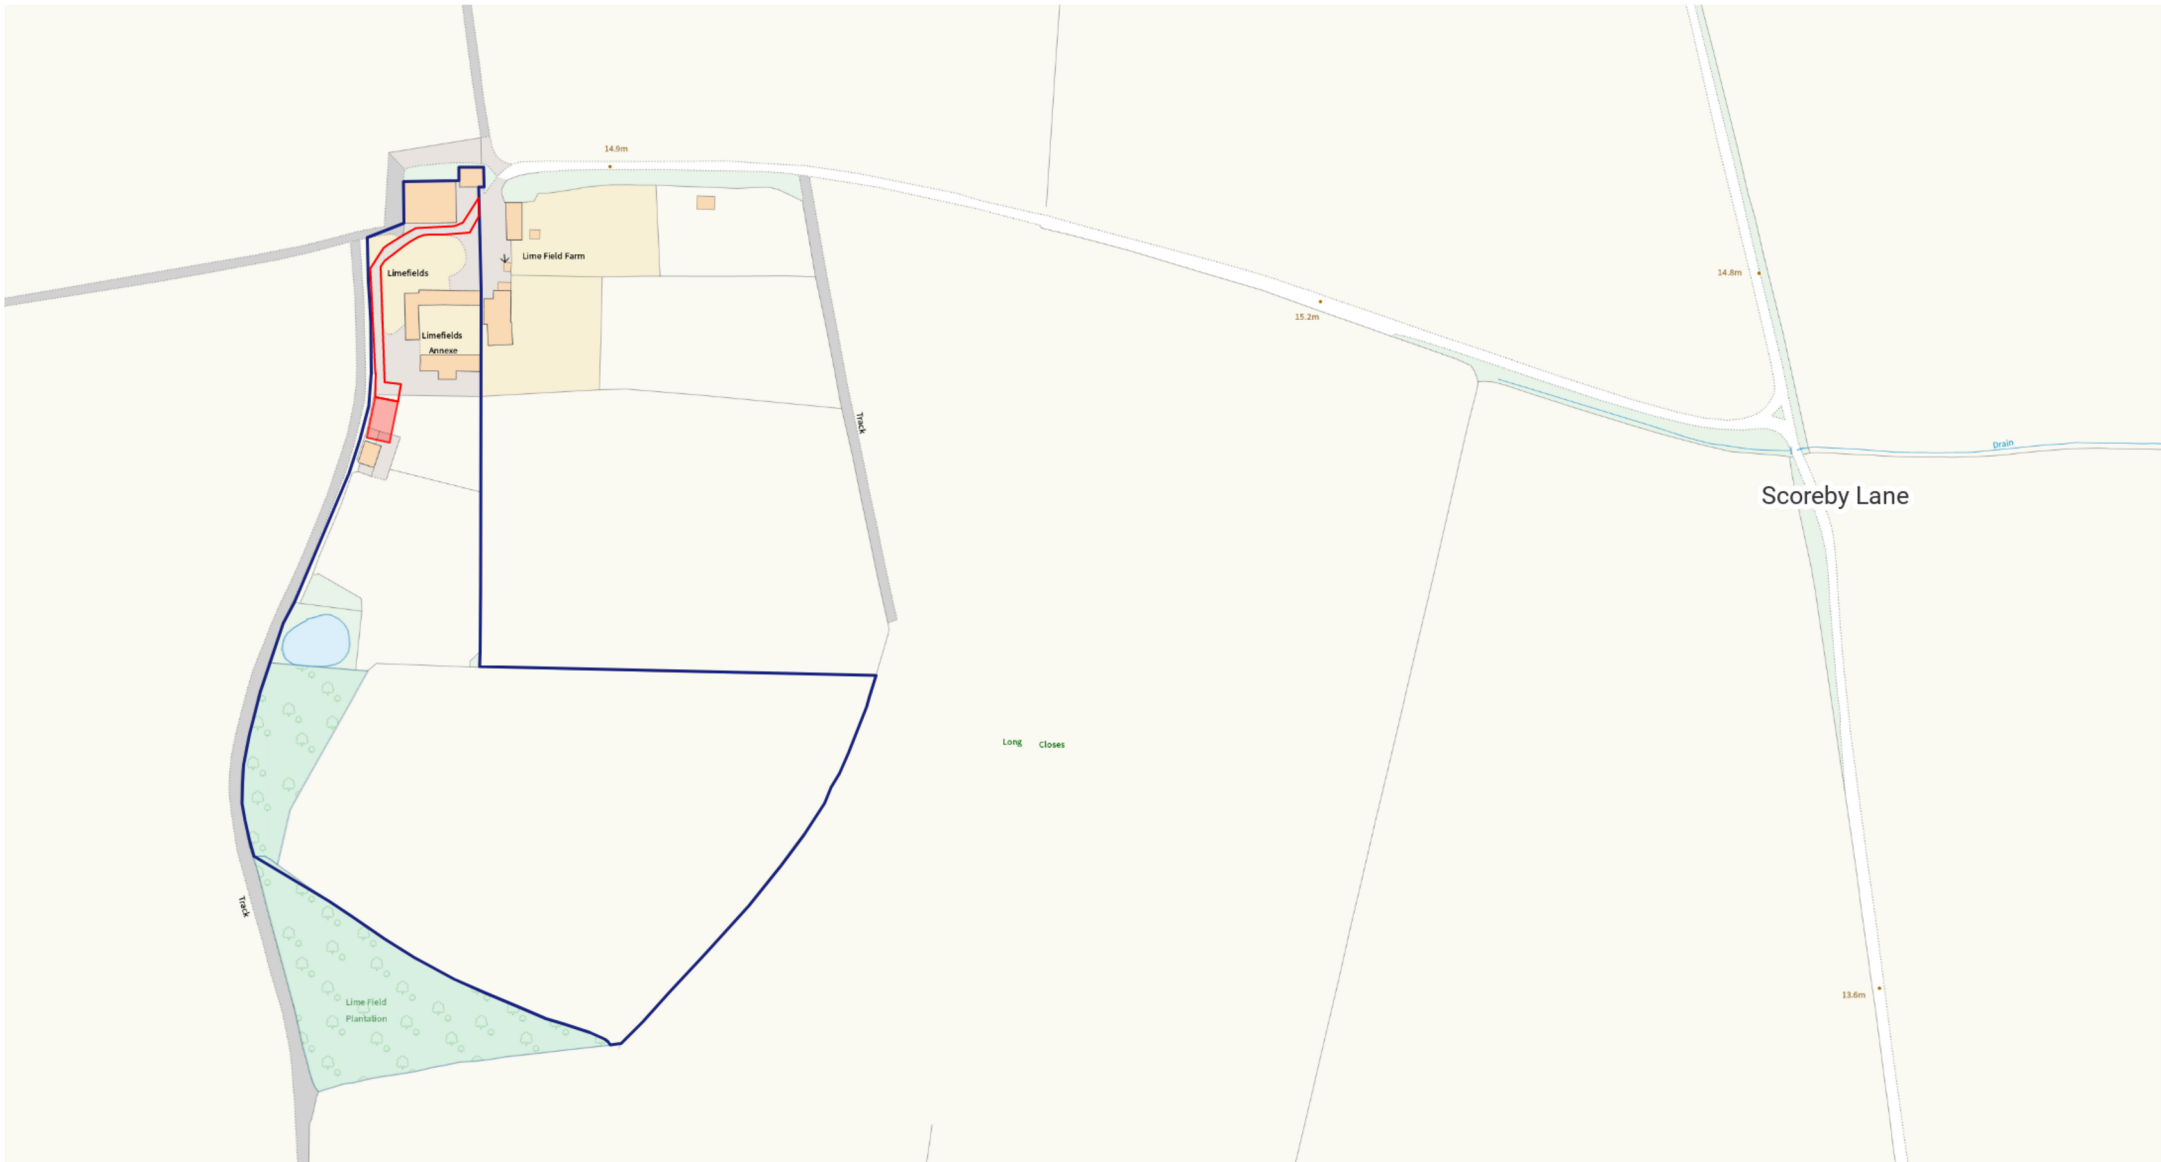 14.9m
Lime Field Farm
Limefields
14.8m
15.2m
Limefields
Annexe
Track
Drain
Scoreby Lane
Long Closes
Track
13.6m
Lime Field
Plantation